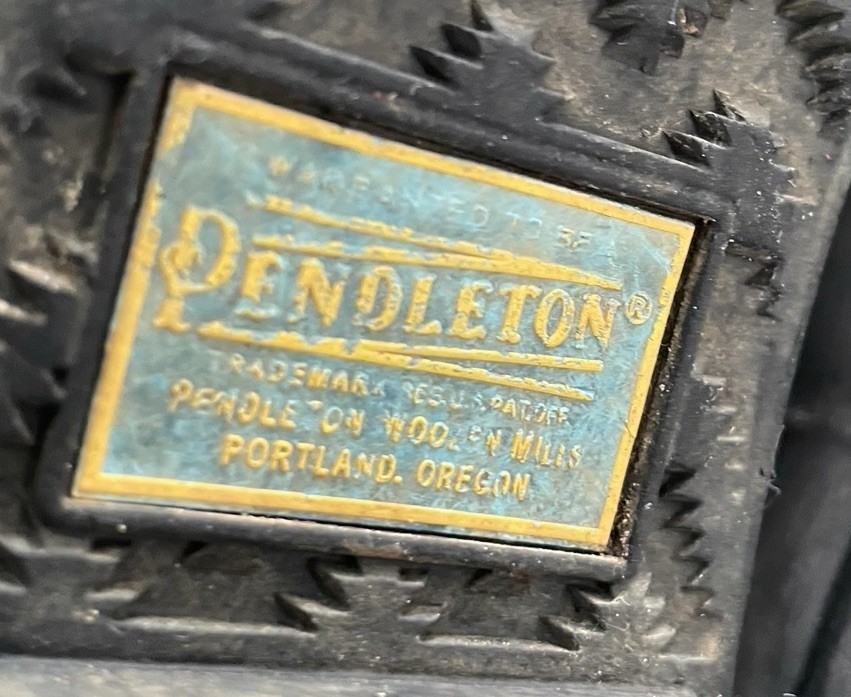 WARRANTED TO BE
PENDLETON®
TRADEMARK REG. U.S. PAT. OFF.
PENDLETON WOOLEN MILLS
PORTLAND, OREGON